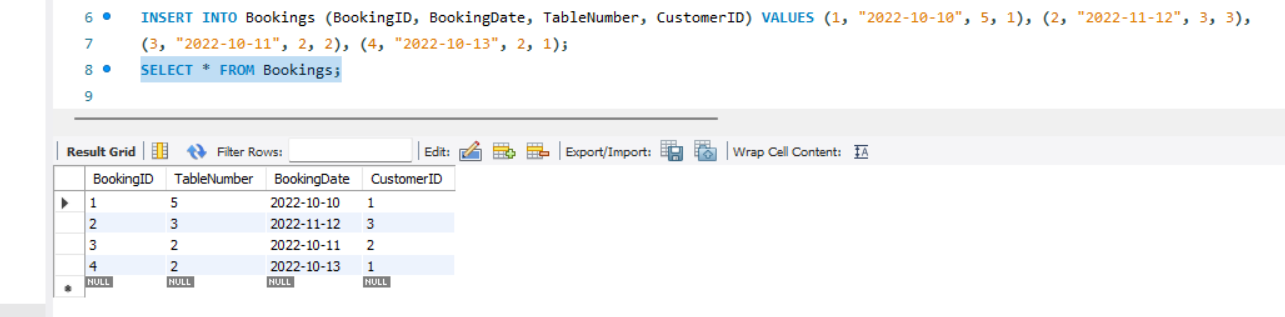 6 INSERT INTO Bookings (BookingID, BookingDate, TableNumber, CustomerID) VALUES (1, "2022-10-10", 5, 1), (2, "2022-11-12", 3, 3),
7 (3, "2022-10-11", 2, 2), (4, "2022-10-13", 2, 1);
8 SELECT * FROM Bookings;
9
Result Grid Filter Rows: Edit: Export/Import: Wrap Cell Content: IA
BookingID TableNumber BookingDate CustomerID
1 5 2022-10-10 1
2 3 2022-11-12 3
3 2 2022-10-11 2
4 2 2022-10-13 1
NULL NULL NULL NULL